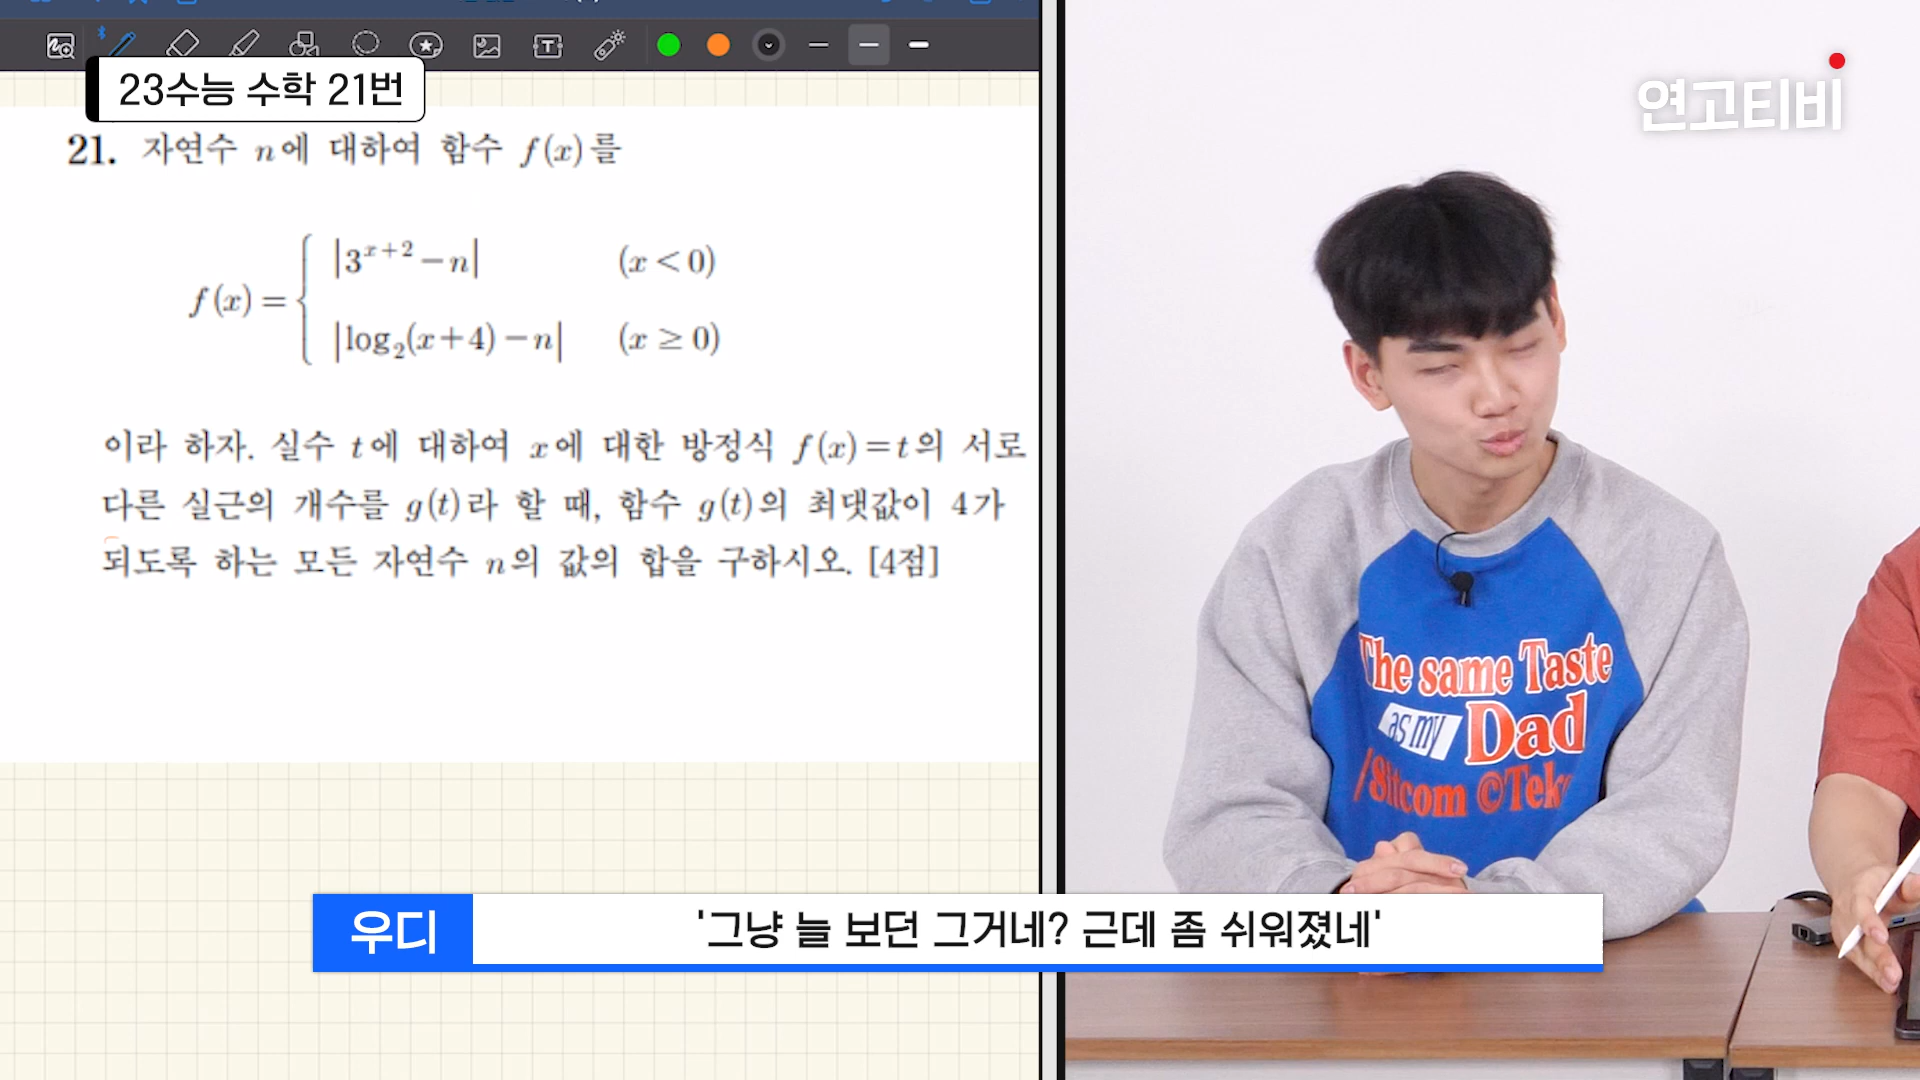 23수능 수학 21번
연고티비
21. 자연수 n에 대하여 함수 f(x)를
f(x) = { |3^{x+2} − n| (x < 0)
|log₂(x+4) − n| (x ≥ 0)
이라 하자. 실수 t에 대하여 x에 대한 방정식 f(x)=t의 서로
다른 실근의 개수를 g(t)라 할 때, 함수 g(t)의 최댓값이 4가
되도록 하는 모든 자연수 n의 값의 합을 구하시오. [4점]
The same Taste
as my Dad
우디 '그냥 늘 보던 그거네? 근데 좀 쉬워졌네'